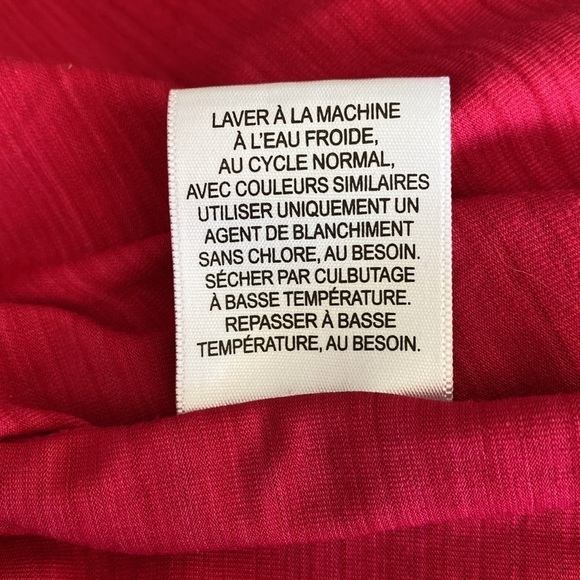 LAVER À LA MACHINE
À L'EAU FROIDE,
AU CYCLE NORMAL,
AVEC COULEURS SIMILAIRES
UTILISER UNIQUEMENT UN
AGENT DE BLANCHIMENT
SANS CHLORE, AU BESOIN.
SÉCHER PAR CULBUTAGE
À BASSE TEMPÉRATURE.
REPASSER À BASSE
TEMPÉRATURE, AU BESOIN.